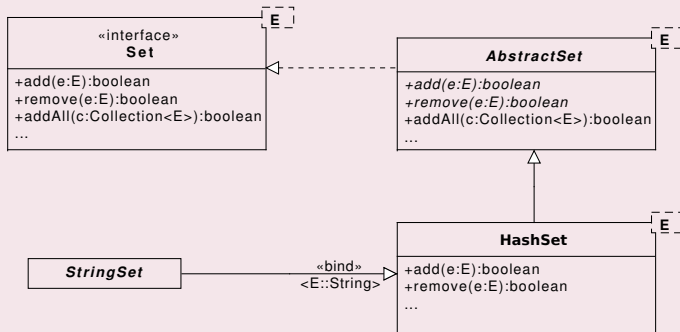 E
«interface»
Set
+add(e:E):boolean
+remove(e:E):boolean
+addAll(c:Collection<E>):boolean
...
E
AbstractSet
+add(e:E):boolean
+remove(e:E):boolean
+addAll(c:Collection<E>):boolean
...
E
HashSet
+add(e:E):boolean
+remove(e:E):boolean
...
StringSet
«bind»
<E::String>